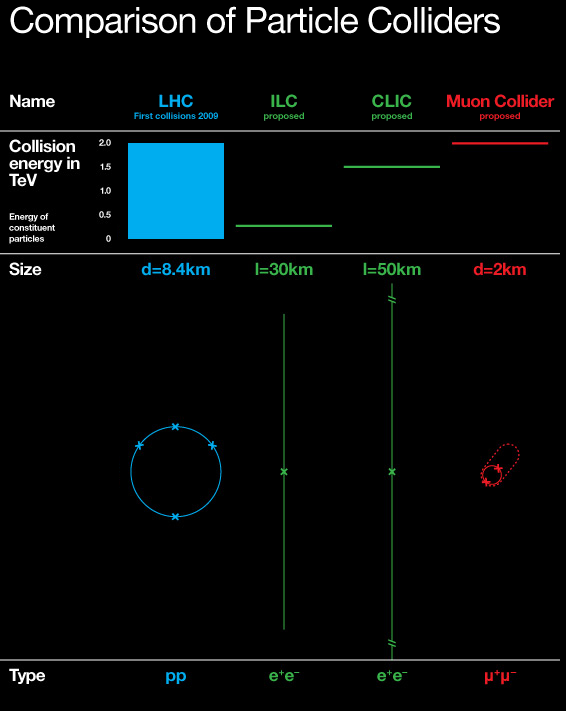 Comparison of Particle Colliders
Name
LHC
First collisions 2009
ILC
proposed
CLIC
proposed
Muon Collider
proposed
Collision
energy in
TeV
Energy of
constituent
particles
2.0
1.5
1.0
0.5
0
Size
d=8.4km
l=30km
l=50km
d=2km
Type
pp
e⁺e⁻
e⁺e⁻
μ⁺μ⁻